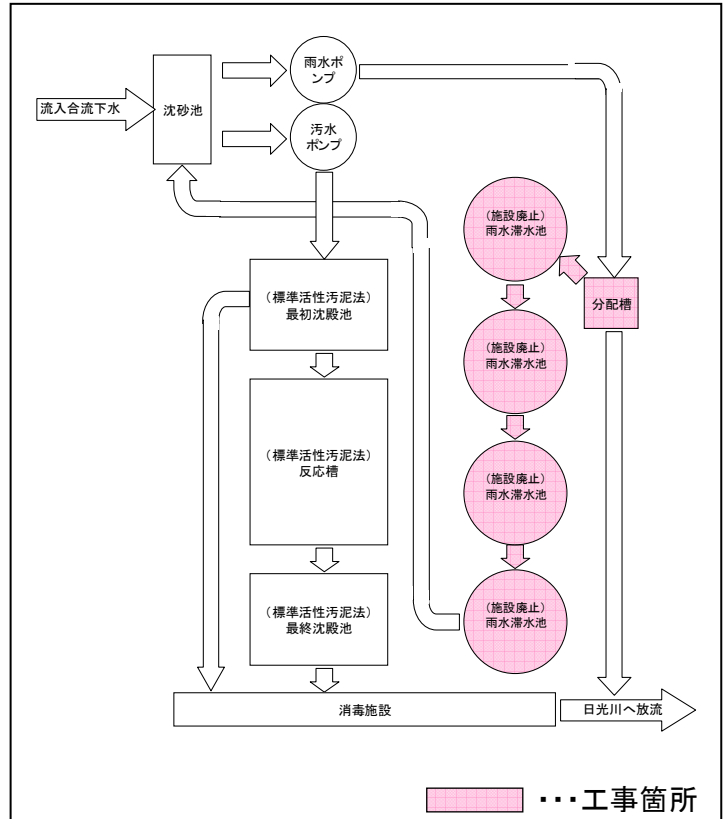 雨水ポ
ンプ
流入合流下水
沈砂池
汚水
ポンプ
(施設廃止)
雨水滞水池
分配槽
(標準活性汚泥法)
最初沈殿池
(施設廃止)
雨水滞水池
(標準活性汚泥法)
反応槽
(施設廃止)
雨水滞水池
(標準活性汚泥法)
最終沈殿池
(施設廃止)
雨水滞水池
消毒施設
日光川へ放流
・・・工事箇所